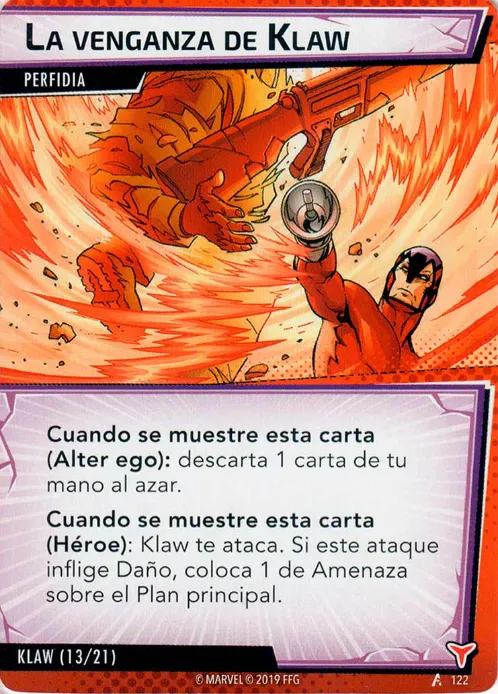 La venganza de Klaw
PERFIDIA
Cuando se muestre esta carta
(Alter ego): descarta 1 carta de tu
mano al azar.
Cuando se muestre esta carta
(Héroe): Klaw te ataca. Si este ataque
inflige Daño, coloca 1 de Amenaza
sobre el Plan principal.
KLAW (13/21)
© MARVEL © 2019 FFG
122